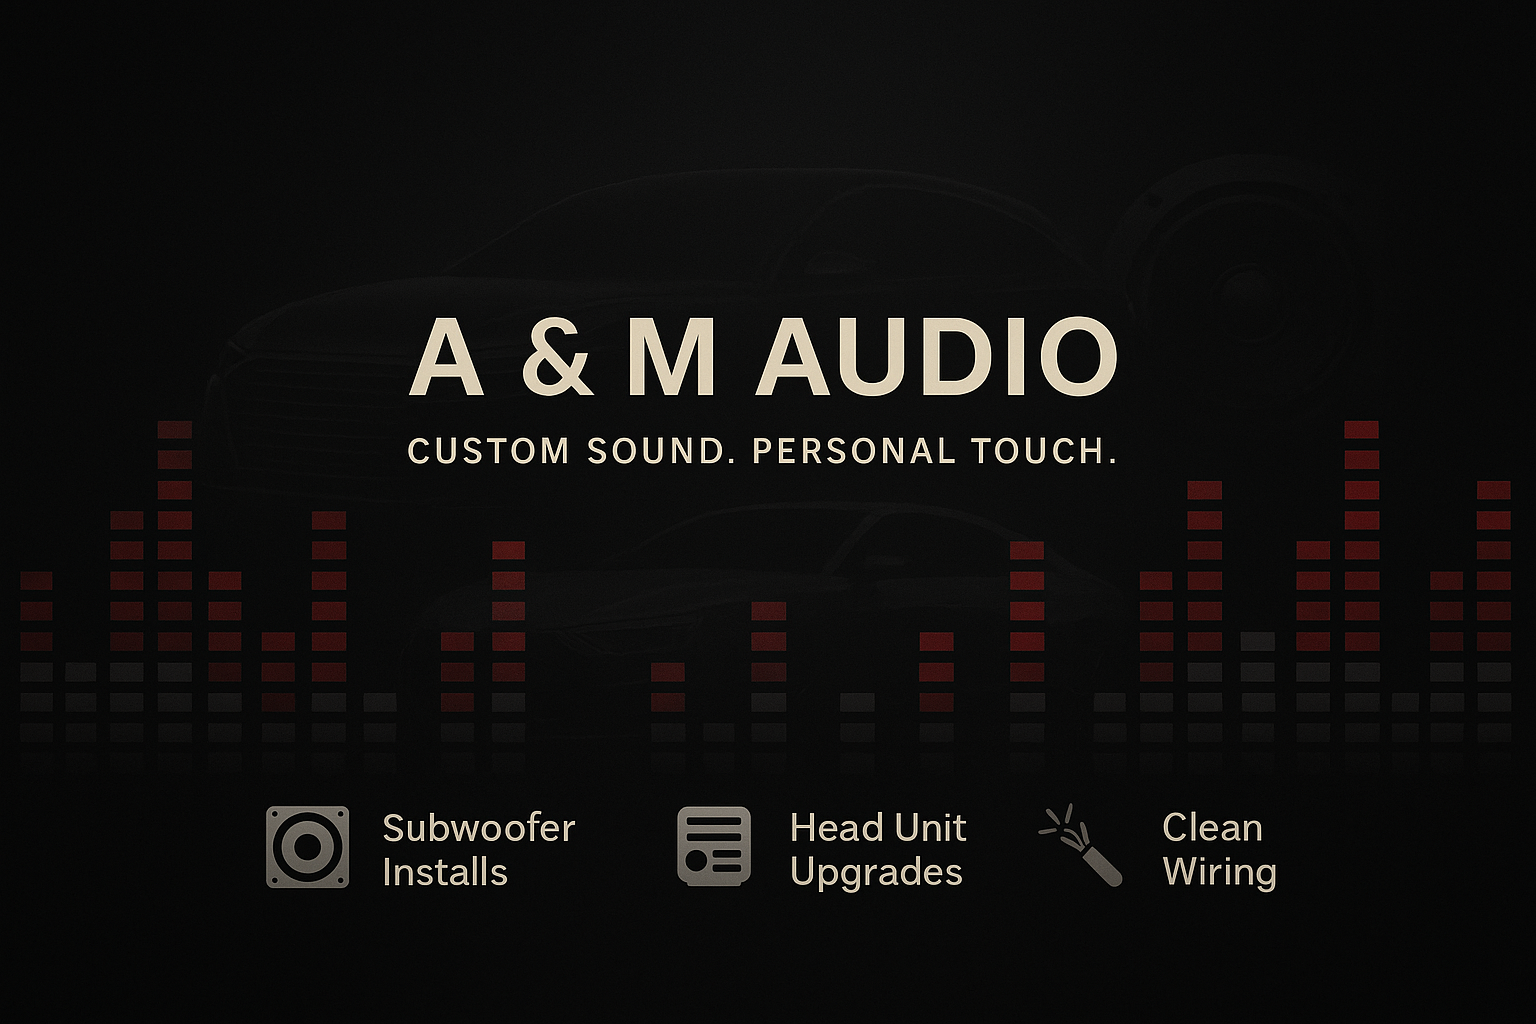 A & M AUDIO
CUSTOM SOUND. PERSONAL TOUCH.
Subwoofer
Installs
Head Unit
Upgrades
Clean
Wiring